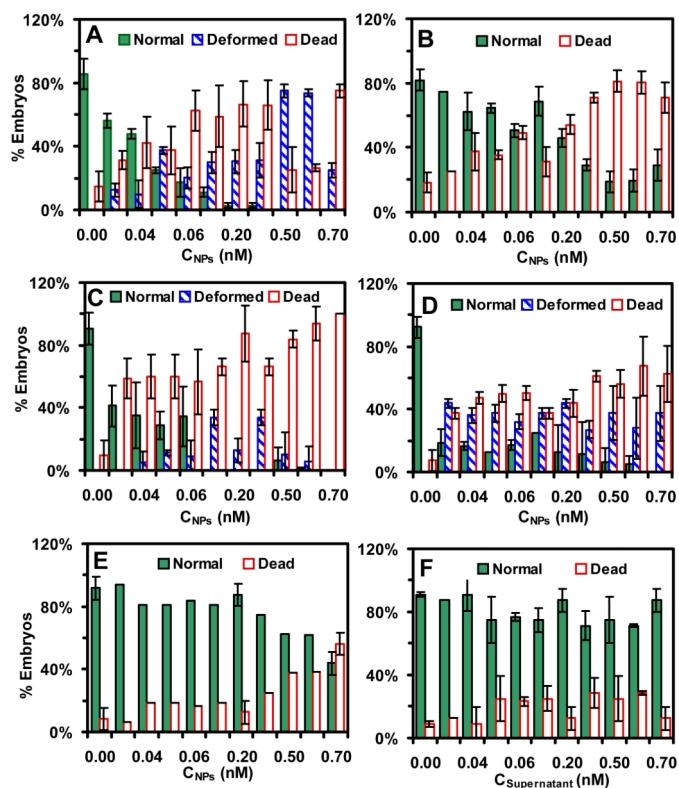 A
Normal Deformed Dead
120%
80%
40%
0%
% Embryos
0.00 0.04 0.06 0.20 0.50 0.70
CNPs (nM)
B
Normal Dead
120%
80%
40%
0%
0.00 0.04 0.06 0.20 0.50 0.70
CNPs (nM)
C
Normal Deformed Dead
120%
80%
40%
0%
% Embryos
0.00 0.04 0.06 0.20 0.50 0.70
CNPs (nM)
D
Normal Deformed Dead
120%
80%
40%
0%
0.00 0.04 0.06 0.20 0.50 0.70
CNPs (nM)
E
Normal Dead
120%
80%
40%
0%
% Embryos
0.00 0.04 0.06 0.20 0.50 0.70
CNPs (nM)
F
Normal Dead
120%
80%
40%
0%
0.00 0.04 0.06 0.20 0.50 0.70
CSupernatant (nM)